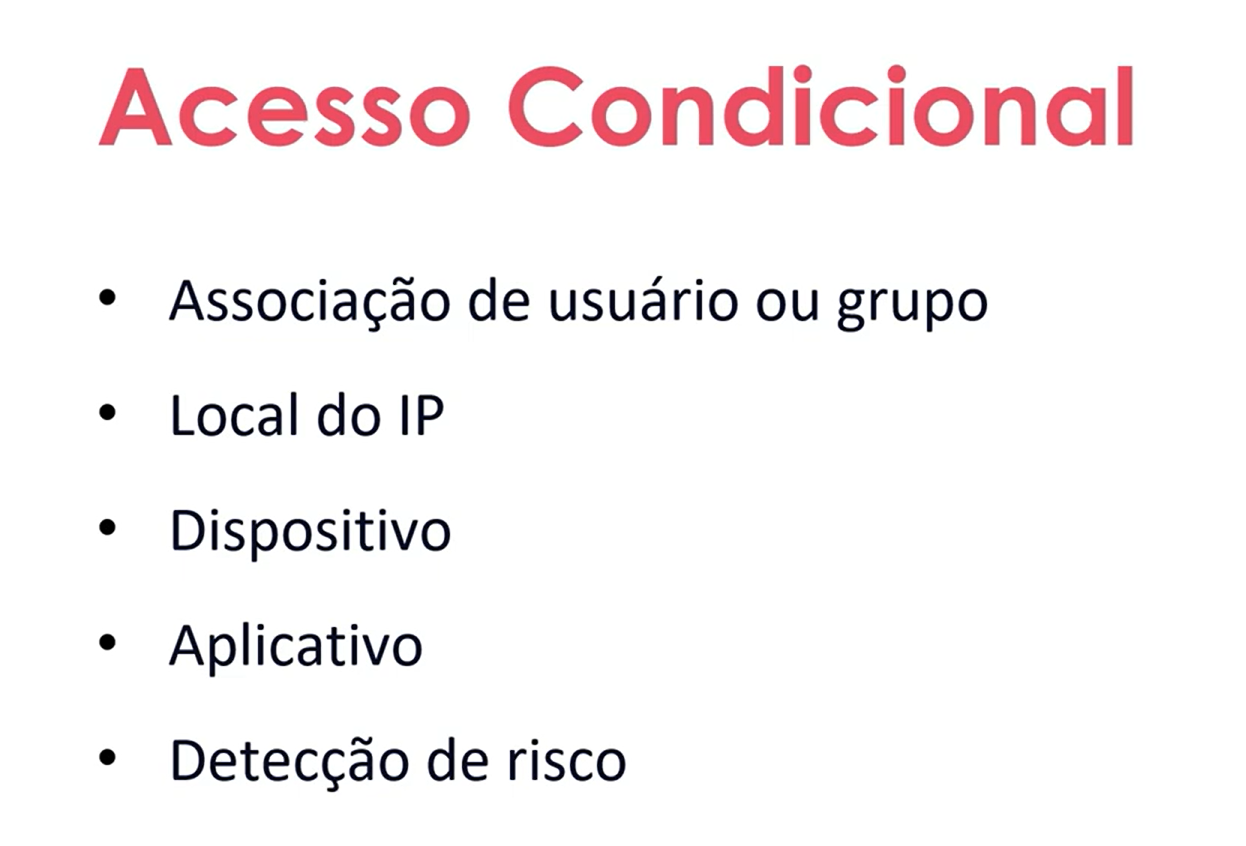 Acesso Condicional
• Associação de usuário ou grupo
• Local do IP
• Dispositivo
• Aplicativo
• Detecção de risco